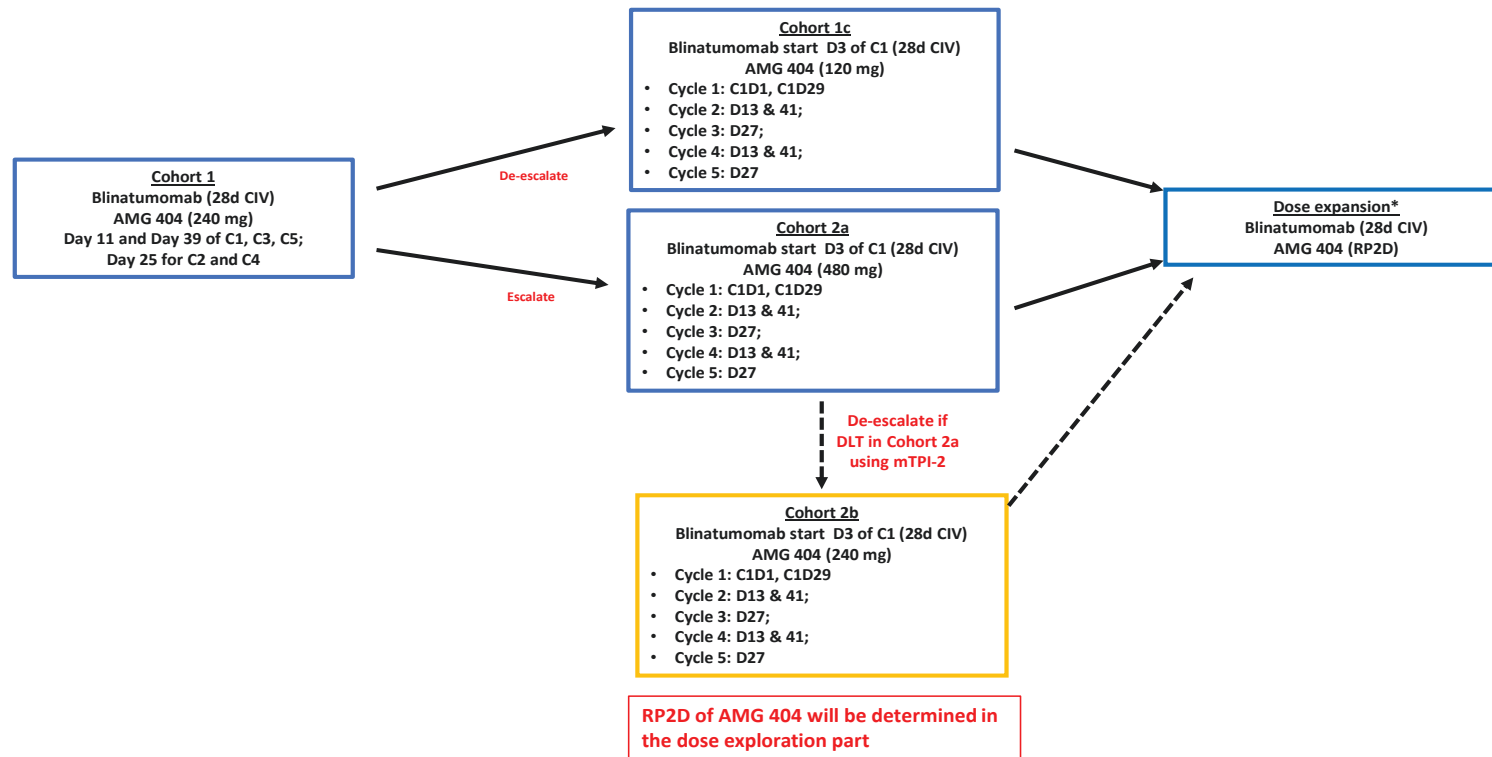 Cohort 1
Blinatumomab (28d CIV)
AMG 404 (240 mg)
Day 11 and Day 39 of C1, C3, C5;
Day 25 for C2 and C4
De-escalate
Escalate
Cohort 1c
Blinatumomab start D3 of C1 (28d CIV)
AMG 404 (120 mg)
• Cycle 1: C1D1, C1D29
• Cycle 2: D13 & 41;
• Cycle 3: D27;
• Cycle 4: D13 & 41;
• Cycle 5: D27
Cohort 2a
Blinatumomab start D3 of C1 (28d CIV)
AMG 404 (480 mg)
• Cycle 1: C1D1, C1D29
• Cycle 2: D13 & 41;
• Cycle 3: D27;
• Cycle 4: D13 & 41;
• Cycle 5: D27
De-escalate if
DLT in Cohort 2a
using mTPI-2
Cohort 2b
Blinatumomab start D3 of C1 (28d CIV)
AMG 404 (240 mg)
• Cycle 1: C1D1, C1D29
• Cycle 2: D13 & 41;
• Cycle 3: D27;
• Cycle 4: D13 & 41;
• Cycle 5: D27
Dose expansion*
Blinatumomab (28d CIV)
AMG 404 (RP2D)
RP2D of AMG 404 will be determined in
the dose exploration part